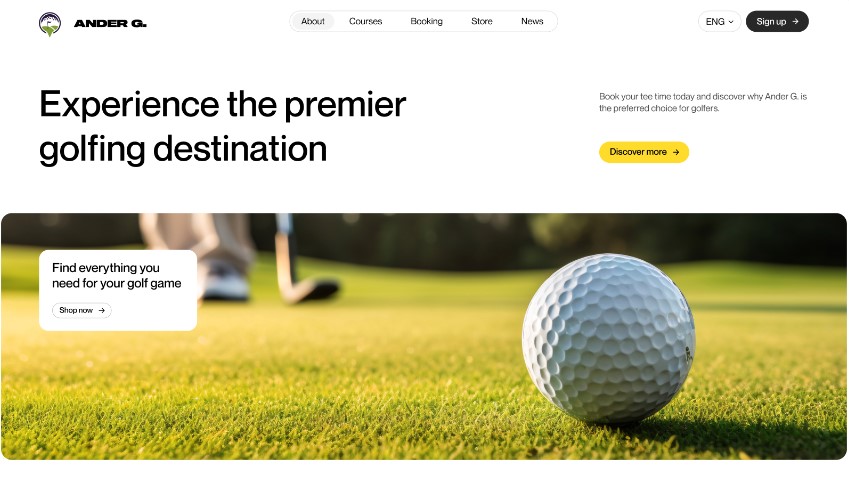 ANDER G.
About
Courses
Booking
Store
News
ENG
Sign up
Experience the premier
golfing destination
Book your tee time today and discover why Ander G. is
the preferred choice for golfers.
Discover more
Find everything you
need for your golf game
Shop now